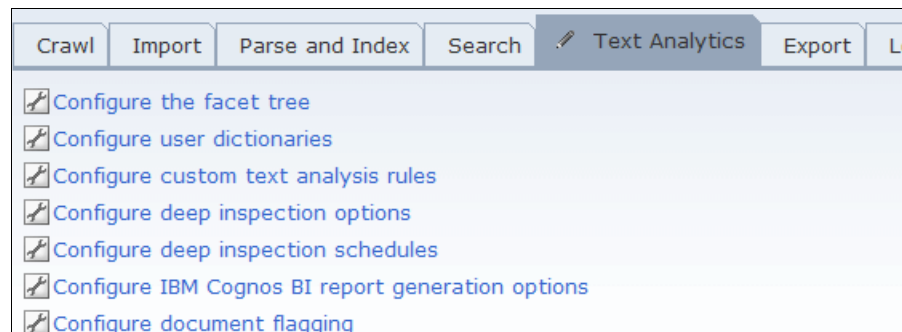 Crawl Import Parse and Index Search Text Analytics Export
Configure the facet tree
Configure user dictionaries
Configure custom text analysis rules
Configure deep inspection options
Configure deep inspection schedules
Configure IBM Cognos BI report generation options
Configure document flagging